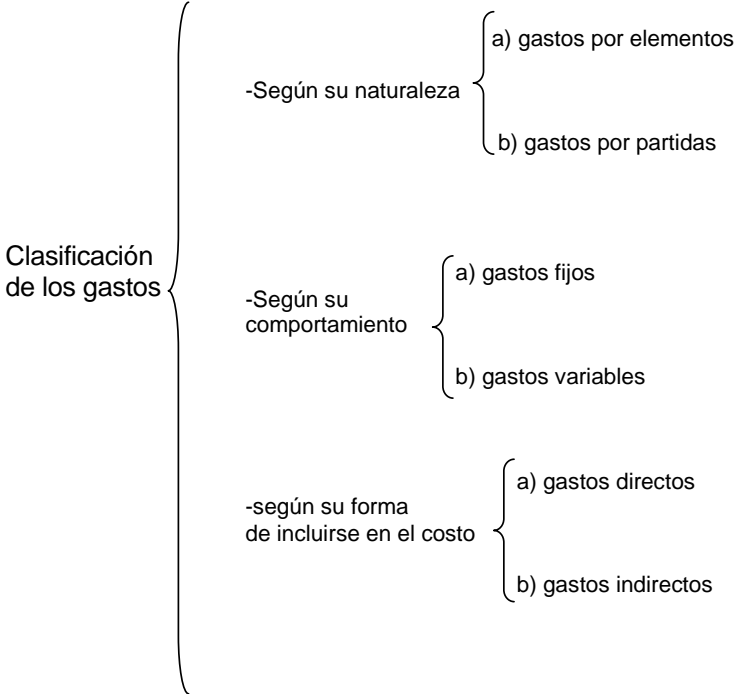 Clasificación
de los gastos
-Según su naturaleza
a) gastos por elementos
b) gastos por partidas
-Según su
comportamiento
a) gastos fijos
b) gastos variables
-según su forma
de incluirse en el costo
a) gastos directos
b) gastos indirectos